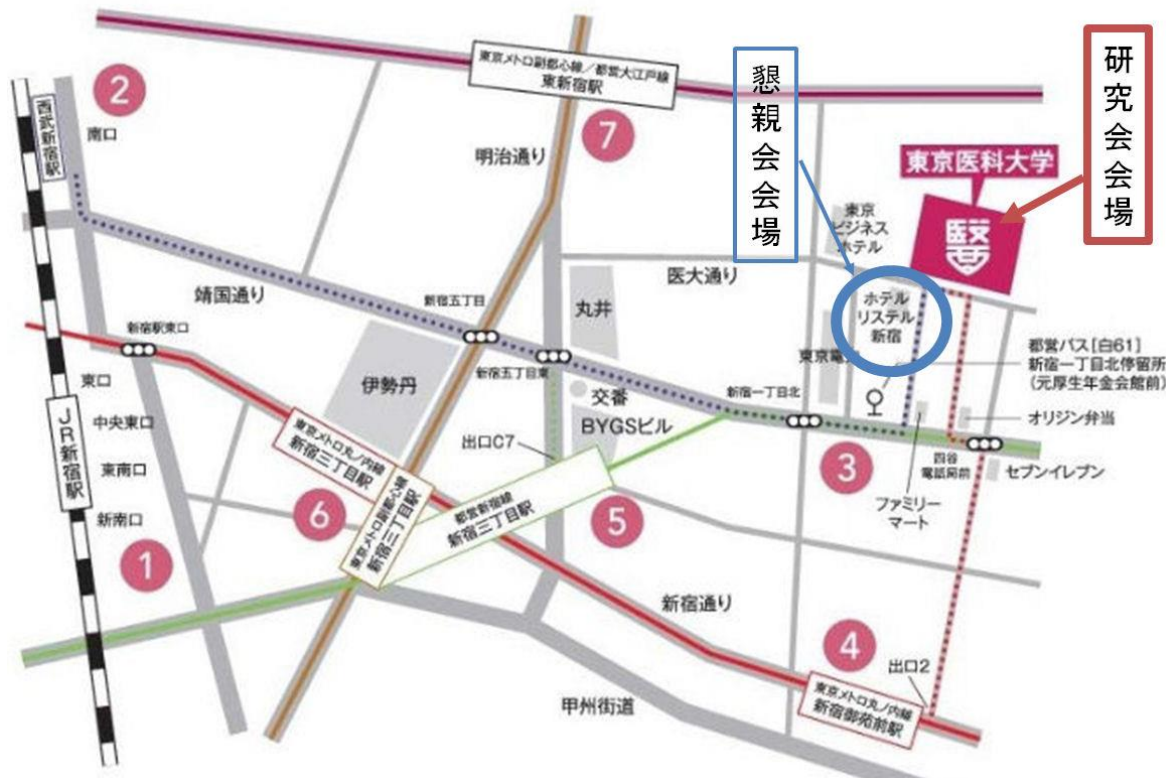 東京メトロ副都心線／都営大江戸線
東新宿駅
懇親会会場
研究会会場
2
西武新宿駅
南口
7
明治通り
東京医科大学
醫
東京
ビジネス
ホテル
医大通り
靖国通り
新宿五丁目
丸井
ホテル
リステル
新宿
新宿駅東口
新宿五丁目東
東京電
都営バス[白61]
新宿一丁目北停留所
(元厚生年金会館前)
東口
伊勢丹
交番
新宿一丁目北
中央東口
BYGSビル
オリジン弁当
JR新宿駅
東京メトロ丸ノ内線
新宿三丁目駅
出口C7
3
四谷
電話局前
セブンイレブン
東南口
ファミリー
マート
新南口
6
東京メトロ副都心線
新宿三丁目駅
都営新宿線
新宿三丁目駅
5
1
新宿通り
4
出口2
東京メトロ丸ノ内線
新宿御苑前駅
甲州街道